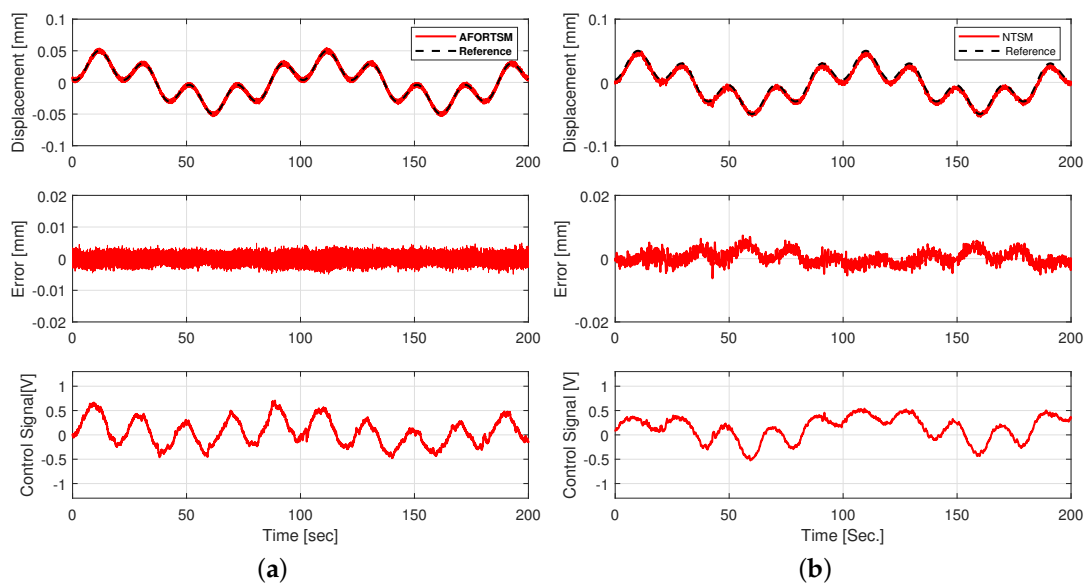 0.1
0.05
0
-0.05
-0.1
Displacement [mm]
AFORTSM
Reference
0 50 100 150 200
0.02
0.01
0
-0.01
-0.02
Error [mm]
0 50 100 150 200
1
0.5
0
-0.5
-1
Control Signal[V]
0 50 100 150 200
Time [sec]
(a)
0.1
0
-0.1
Displacement [mm]
NTSM
Reference
0 50 100 150 200
0.02
0
0.02
Error [mm]
0 50 100 150 200
1
0.5
0
-0.5
-1
Control Signal [V]
0 50 100 150 200
Time [Sec.]
(b)